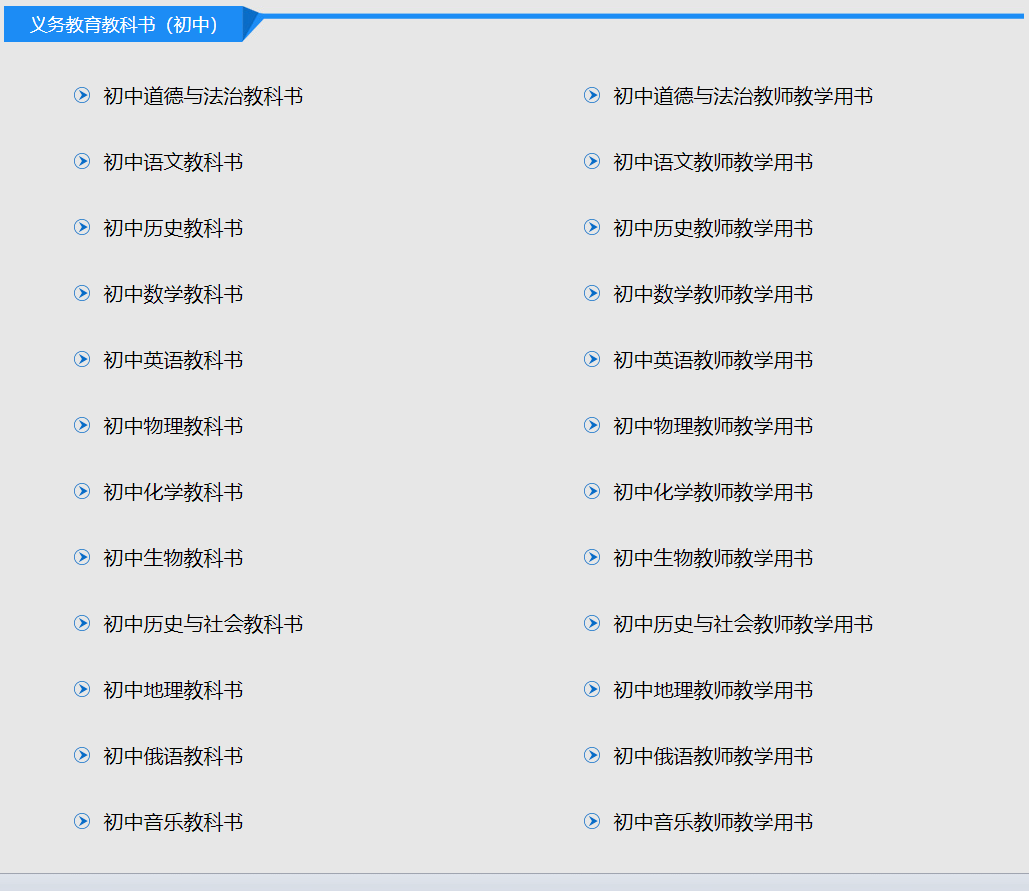 义务教育教科书（初中）
初中道德与法治教科书
初中道德与法治教师教学用书
初中语文教科书
初中语文教师教学用书
初中历史教科书
初中历史教师教学用书
初中数学教科书
初中数学教师教学用书
初中英语教科书
初中英语教师教学用书
初中物理教科书
初中物理教师教学用书
初中化学教科书
初中化学教师教学用书
初中生物教科书
初中生物教师教学用书
初中历史与社会教科书
初中历史与社会教师教学用书
初中地理教科书
初中地理教师教学用书
初中俄语教科书
初中俄语教师教学用书
初中音乐教科书
初中音乐教师教学用书